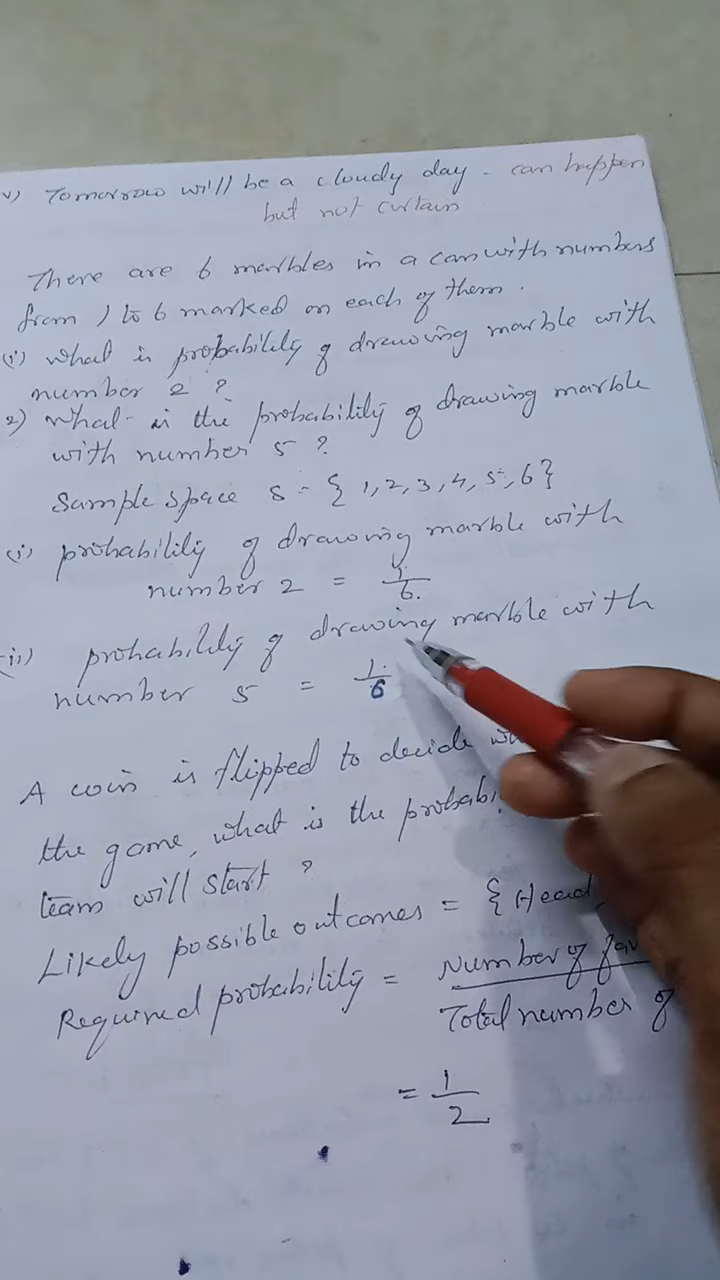 v) Tomorrow will be a cloudy day - can happen
but not curtain
There are 6 marbles in a can with numbers
from 1 to 6 marked on each of them.
(i) what is probability of drawing marble with
number 2 ?
2) what is the probability of drawing marble
with number 5 ?
Sample space S = { 1, 2, 3, 4, 5, 6 }
(i) probability of drawing marble with
number 2 = 1/6.
(ii) probability of drawing marble with
number 5 = 1/6
A coin is flipped to decide
the game, what is the
team will start ?
Likely possible outcomes = { Head,
Required probability = Number of
Total number of
= 1/2